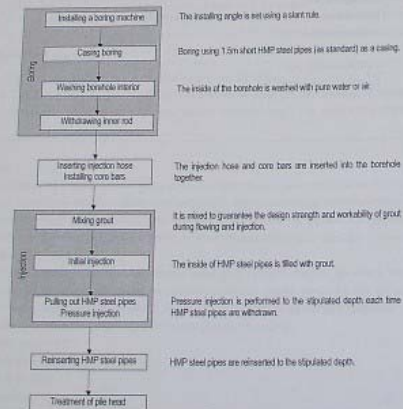 Installing a boring machine
The installing angle is set using a slant rule.
Boring
Casing boring
Boring using 1.5m short HMP steel pipes (as standard) as a casing.
Washing borehole interior
The inside of the borehole is washed with pure water or air.
Withdrawing inner rod
Inserting injection hose
Installing core bars
The injection hose and core bars are inserted into the borehole
together.
Injection
Mixing grout
It is mixed to guarantee the design strength and workability of grout
during flowing and injection.
Initial injection
The inside of HMP steel pipes is filled with grout.
Pulling out HMP steel pipes
Pressure injection
Pressure injection is performed to the stipulated depth each time
HMP steel pipes are withdrawn.
Reinserting HMP steel pipes
HMP steel pipes are reinserted to the stipulated depth.
Treatment of pile head